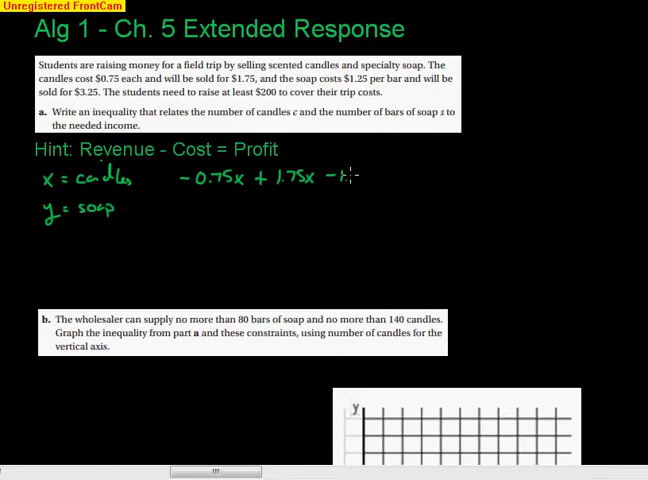 Unregistered FrontCam
Alg 1 - Ch. 5 Extended Response
Students are raising money for a field trip by selling scented candles and specialty soap. The
candles cost $0.75 each and will be sold for $1.75, and the soap costs $1.25 per bar and will be
sold for $3.25. The students need to raise at least $200 to cover their trip costs.
a. Write an inequality that relates the number of candles c and the number of bars of soap s to
the needed income.
Hint: Revenue - Cost = Profit
x = candles - 0.75x + 1.75x - 1.
y = soap
b. The wholesaler can supply no more than 80 bars of soap and no more than 140 candles.
Graph the inequality from part a and these constraints, using number of candles for the
vertical axis.
y